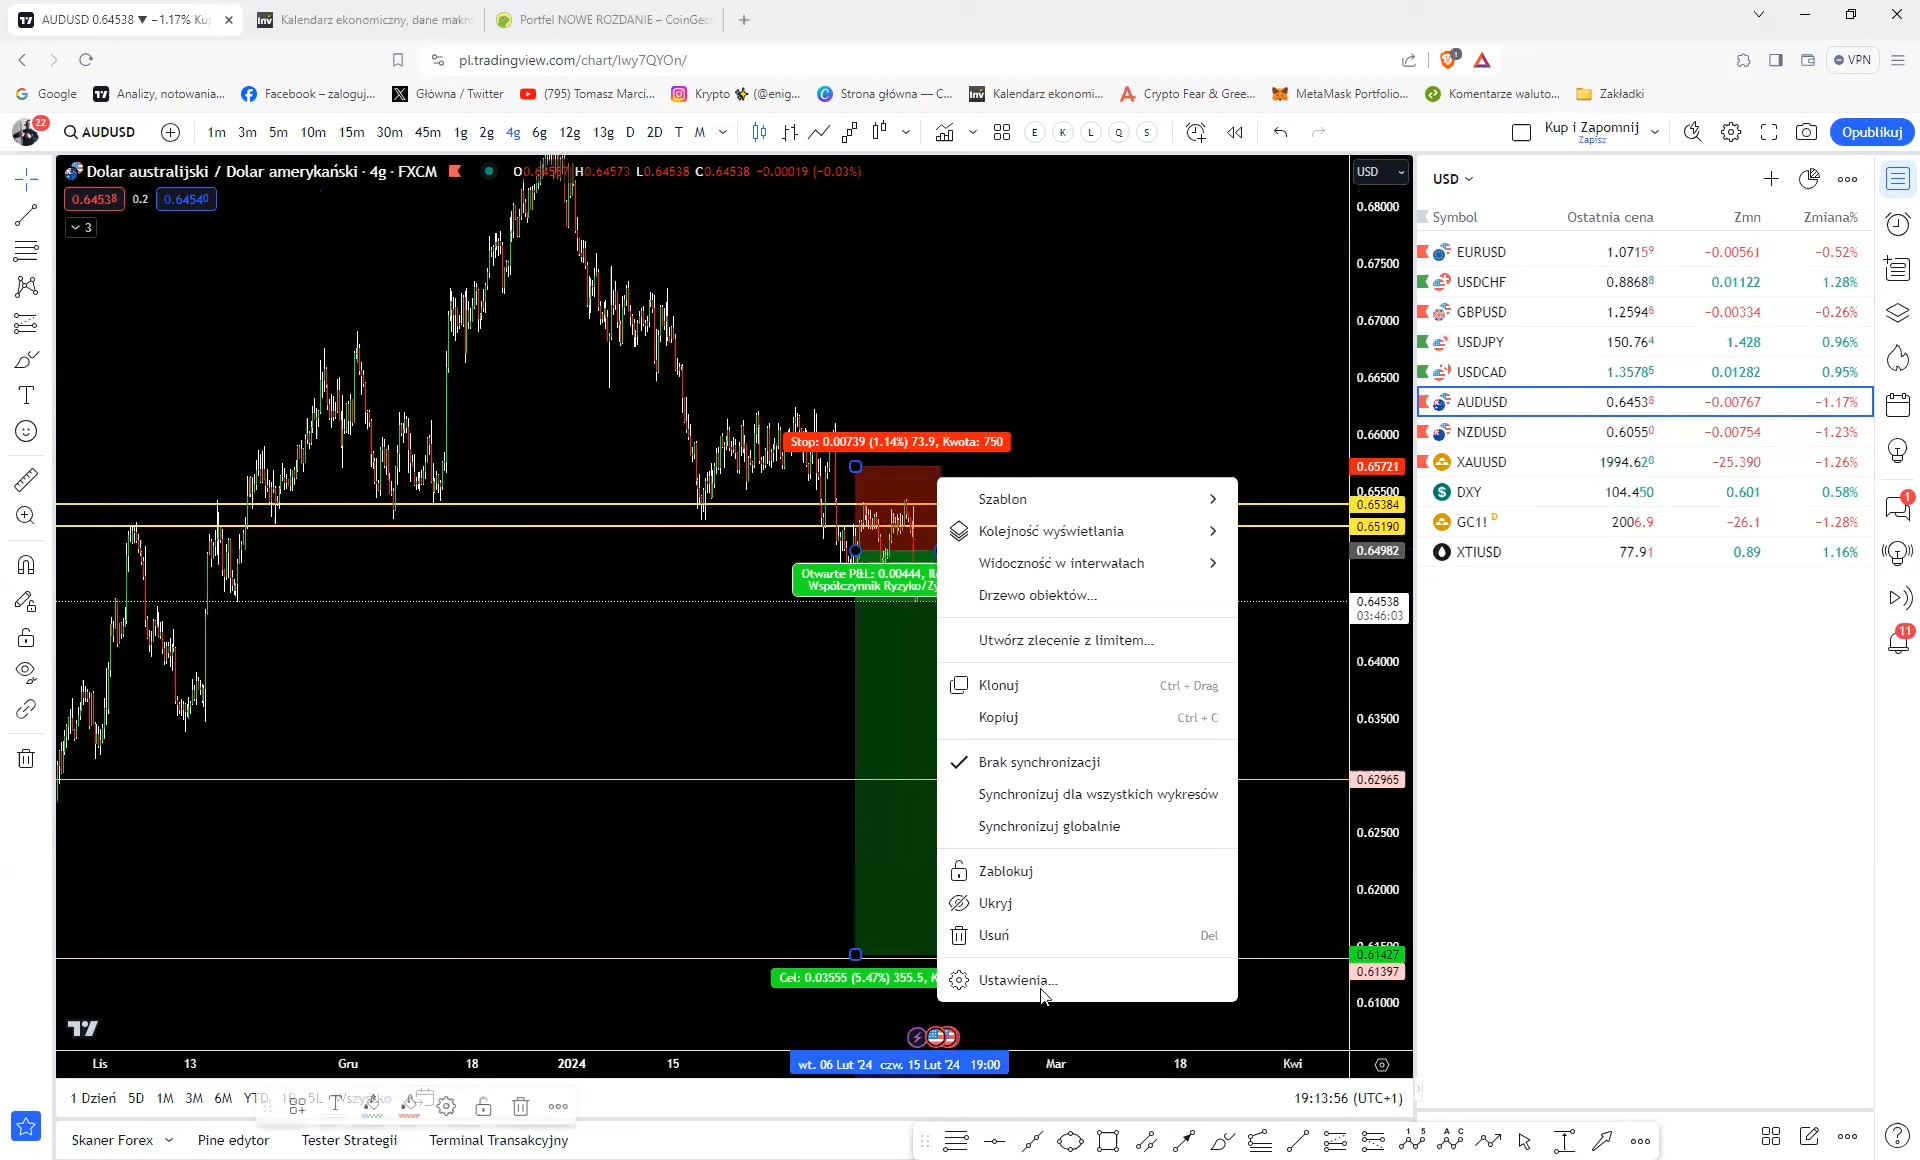 AUDUSD 0.64538 ▼ −1.17% Ku
Kalendarz ekonomiczny, dane makro
Portfel NOWE ROZDANIE – CoinGeck
pl.tradingview.com/chart/lwy7QYOn/
1
VPN
Google
Analizy, notowania...
Facebook – zaloguj...
Główna / Twitter
(795) Tomasz Marci...
Krypto (@enig...
Strona główna — C...
Kalendarz ekonomi...
Crypto Fear & Gree...
MetaMask Portfolio...
Komentarze waluto...
Zakładki
22
AUDUSD
1m 3m 5m 10m 15m 30m 45m 1g 2g 4g 6g 12g 13g D 2D T M
E K L Q S
Kup i Zapomnij
Zapisz
Opublikuj
Dolar australijski / Dolar amerykański · 4g · FXCM
H0.64573 L0.64538 C0.64538 −0.00019 (−0.03%)
0.64538 0.2 0.64540
3
USD
0.68000
0.67500
0.67000
0.66500
0.66000
0.65721
0.65500
0.65384
0.65190
0.64982
0.64538
03:46:03
0.64000
0.63500
0.62965
0.62500
0.62000
0.61427
0.61397
0.61000
Stop: 0.00739 (1.14%) 73.9, Kwota: 750
Otwarte P&L: 0.00444, Il
Współczynnik Ryzyko/Zy
Cel: 0.03555 (5.47%) 355.5, K
Szablon
Kolejność wyświetlania
Widoczność w interwałach
Drzewo obiektów...
Utwórz zlecenie z limitem...
Klonuj Ctrl + Drag
Kopiuj Ctrl + C
Brak synchronizacji
Synchronizuj dla wszystkich wykresów
Synchronizuj globalnie
Zablokuj
Ukryj
Usuń Del
Ustawienia...
Lis 13 Gru 18 2024 15 wt. 06 Lut '24 czw. 15 Lut '24 19:00 Mar 18 Kwi
1 Dzień 5D 1M 3M 6M YTD
19:13:56 (UTC+1)
Skaner Forex Pine edytor Tester Strategii Terminal Transakcyjny
USD
Symbol Ostatnia cena Zmn Zmiana%
EURUSD 1.07159 −0.00561 −0.52%
USDCHF 0.88688 0.01122 1.28%
GBPUSD 1.25946 −0.00334 −0.26%
USDJPY 150.764 1.428 0.96%
USDCAD 1.35785 0.01282 0.95%
AUDUSD 0.64538 −0.00767 −1.17%
NZDUSD 0.60550 −0.00754 −1.23%
XAUUSD 1994.620 −25.390 −1.26%
DXY 104.450 0.601 0.58%
GC1! D 2006.9 −26.1 −1.28%
XTIUSD 77.91 0.89 1.16%
1
11